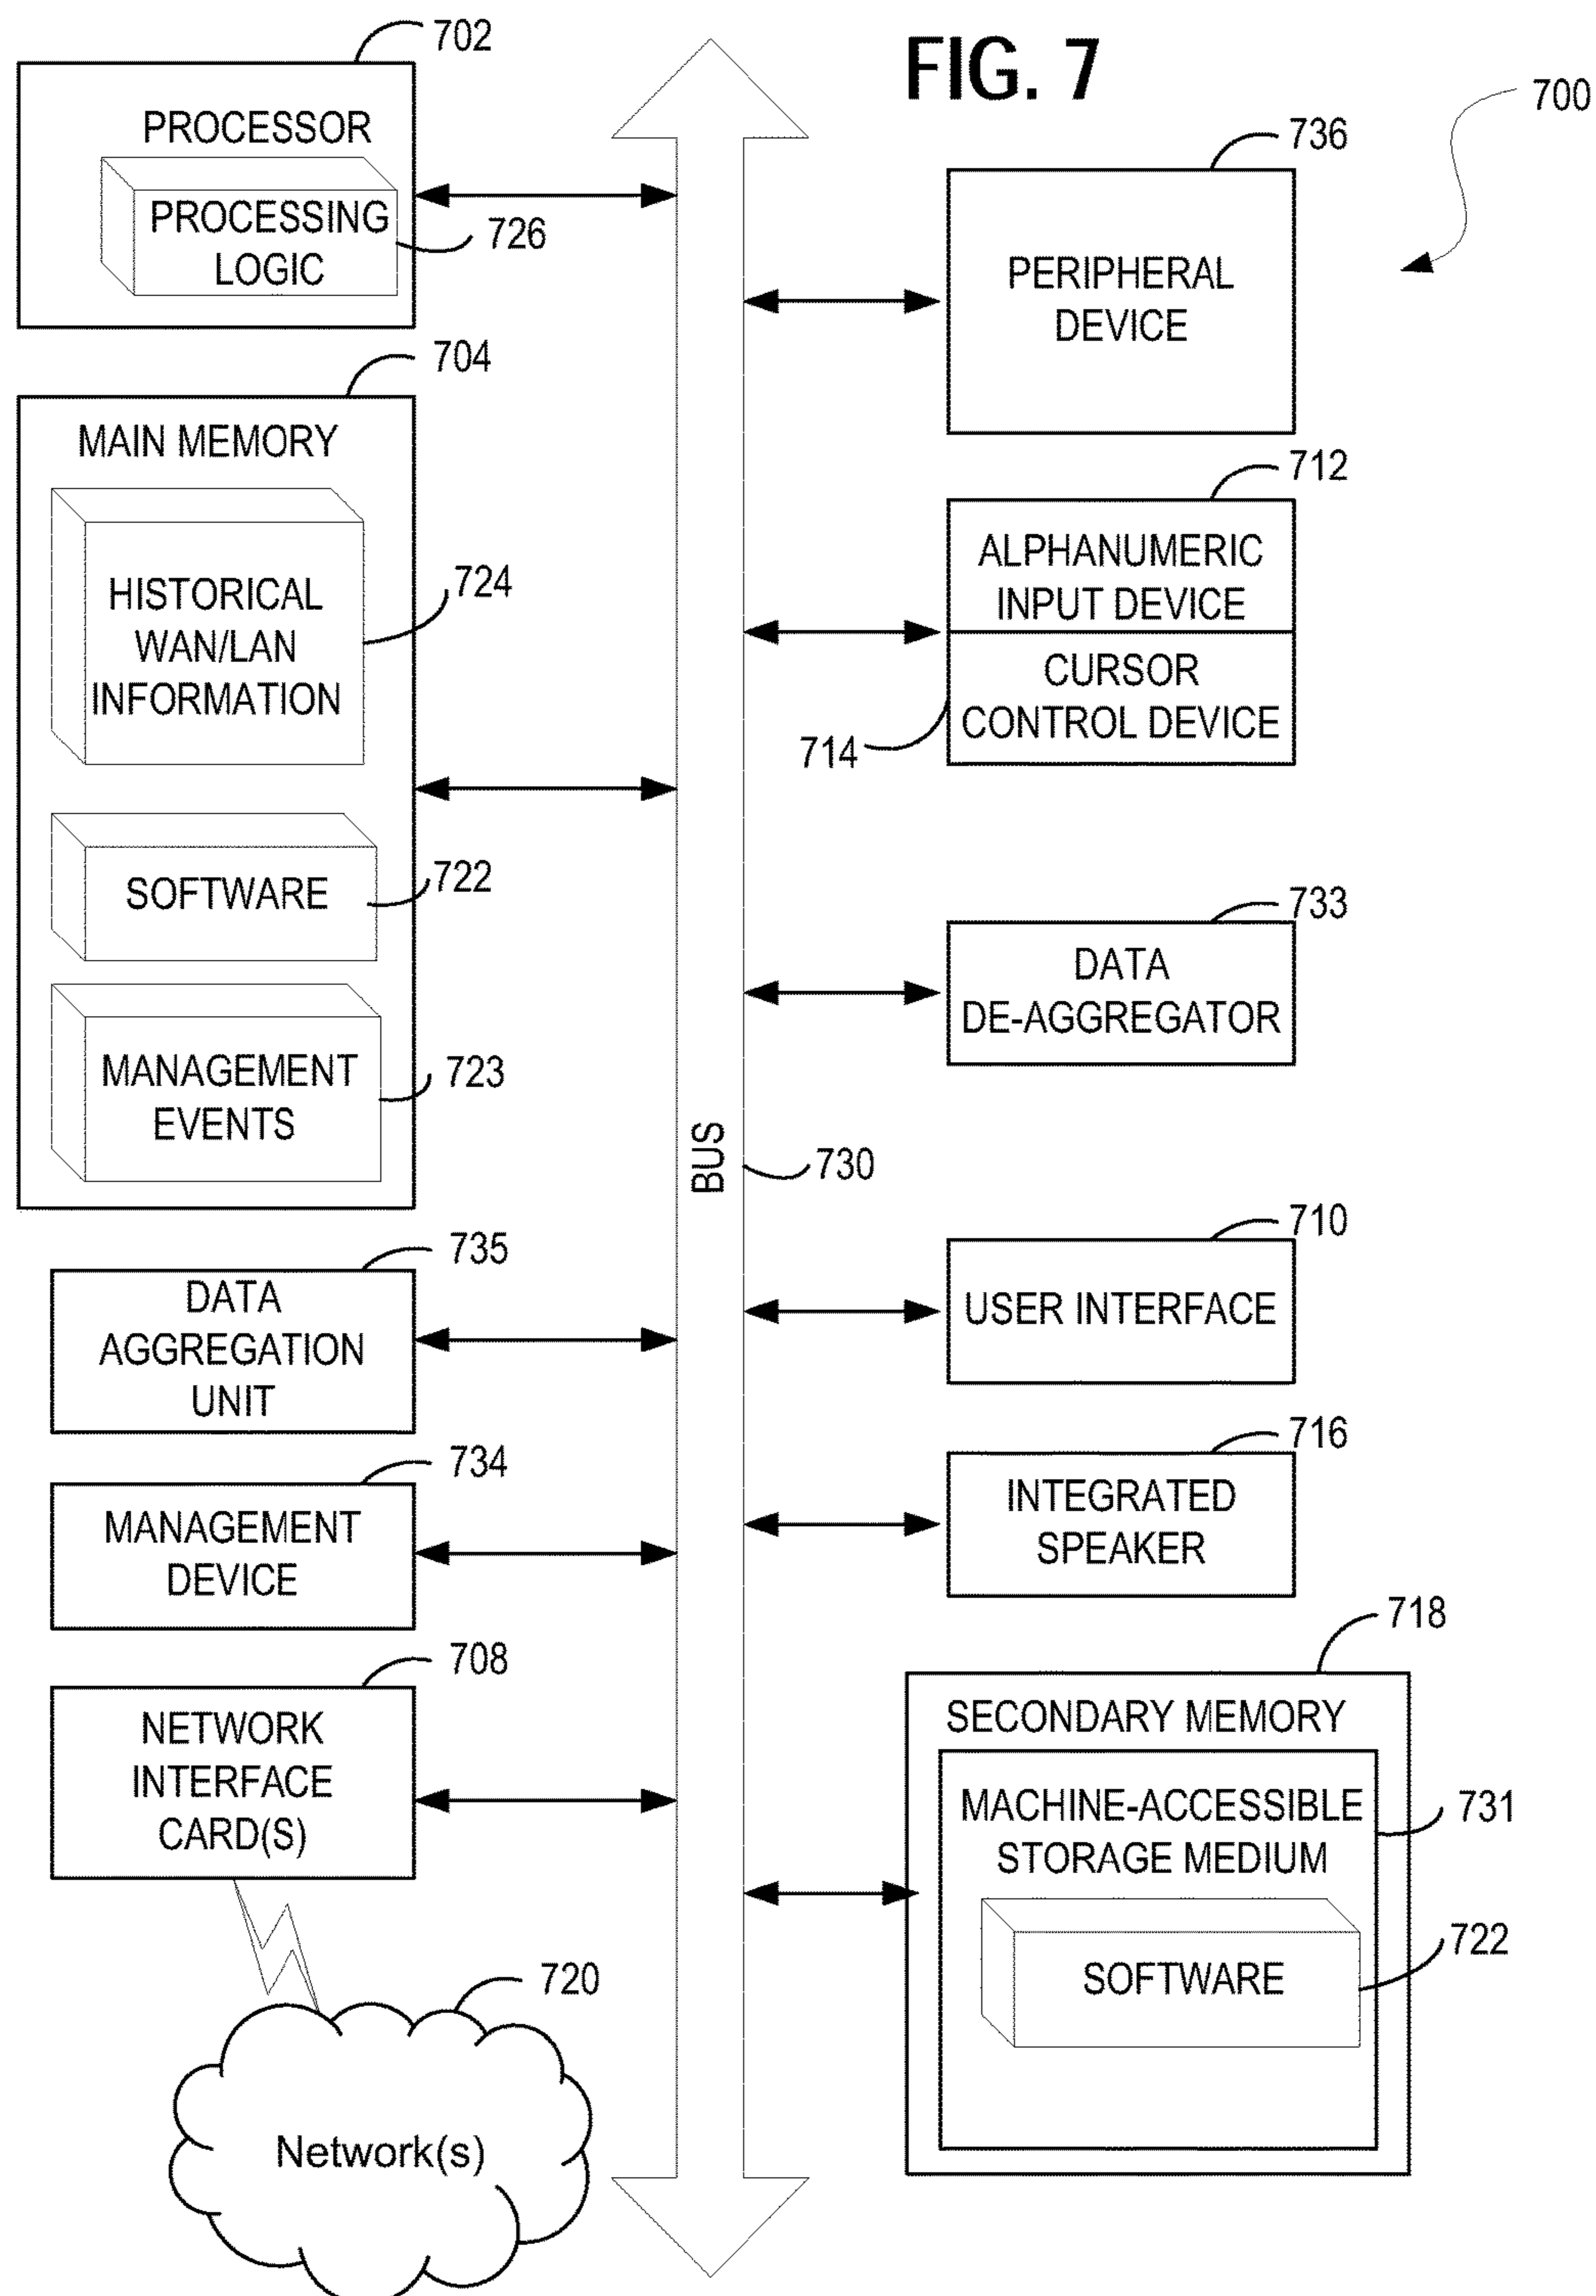 FIG. 7
700
702
PROCESSOR
PROCESSING
LOGIC
726
704
MAIN MEMORY
HISTORICAL
WAN/LAN
INFORMATION
724
SOFTWARE
722
MANAGEMENT
EVENTS
723
735
DATA
AGGREGATION
UNIT
734
MANAGEMENT
DEVICE
708
NETWORK
INTERFACE
CARD(S)
720
Network(s)
BUS
730
736
PERIPHERAL
DEVICE
712
ALPHANUMERIC
INPUT DEVICE
CURSOR
CONTROL DEVICE
714
733
DATA
DE-AGGREGATOR
710
USER INTERFACE
716
INTEGRATED
SPEAKER
718
SECONDARY MEMORY
MACHINE-ACCESSIBLE
STORAGE MEDIUM
731
SOFTWARE
722